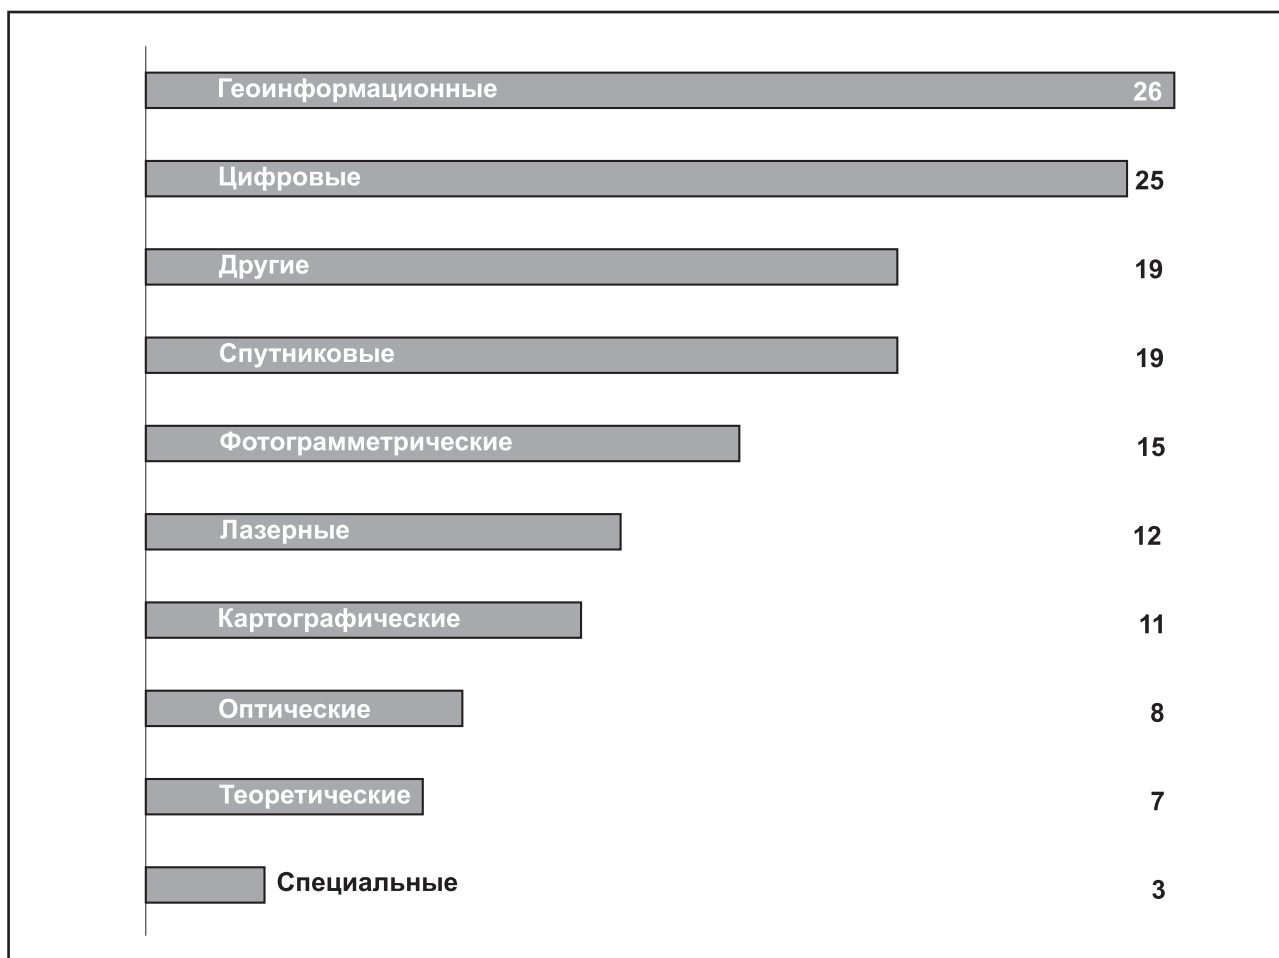 Геоинформационные 26
Цифровые 25
Другие 19
Спутниковые 19
Фотограмметрические 15
Лазерные 12
Картографические 11
Оптические 8
Теоретические 7
Специальные 3